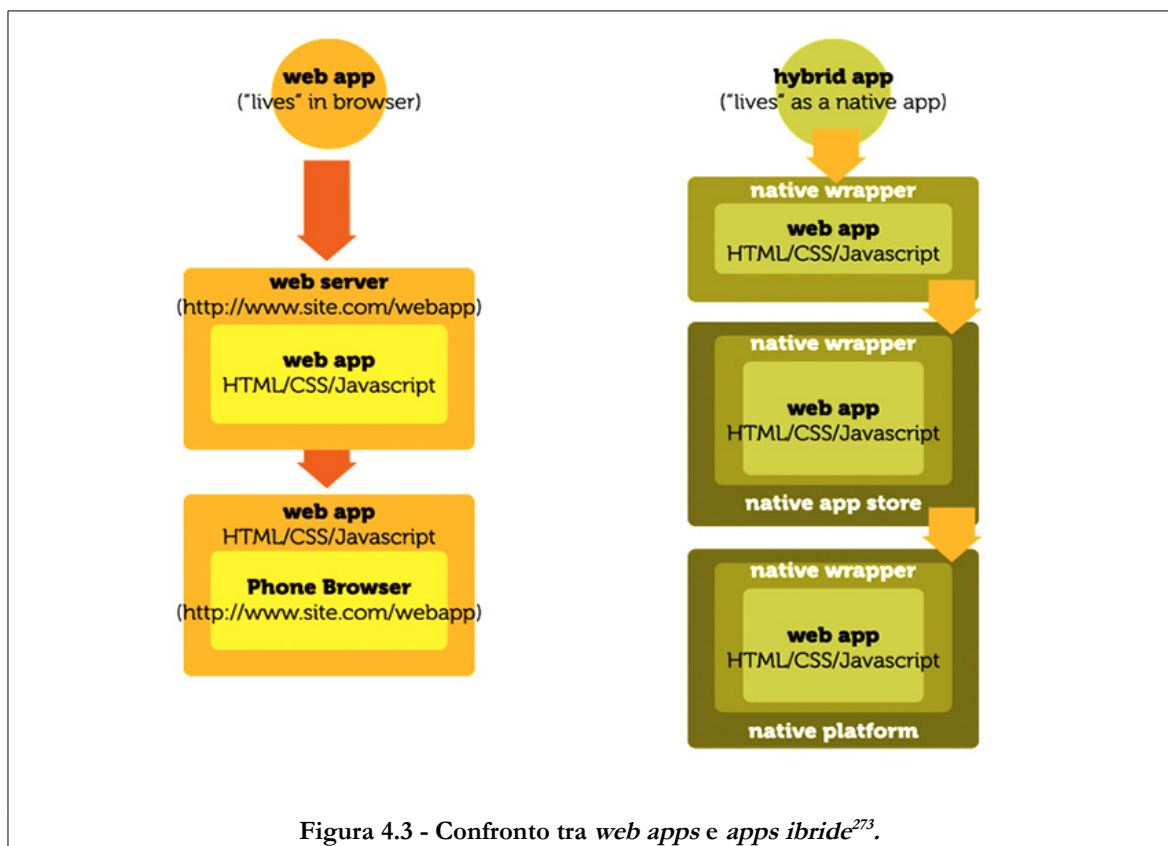 web app
("lives" in browser)
web server
(http://www.site.com/webapp)
web app
HTML/CSS/Javascript
web app
HTML/CSS/Javascript
Phone Browser
(http://www.site.com/webapp)
hybrid app
("lives" as a native app)
native wrapper
web app
HTML/CSS/Javascript
native wrapper
web app
HTML/CSS/Javascript
native app store
native wrapper
web app
HTML/CSS/Javascript
native platform
Figura 4.3 - Confronto tra web apps e apps ibride273.